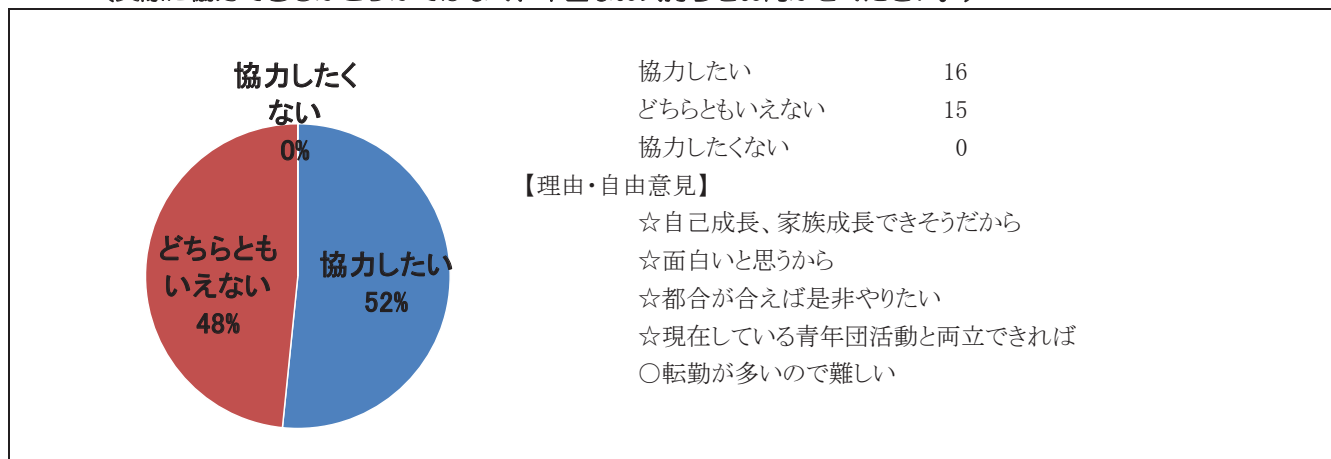 協力したく
ない
0%
どちらとも
いえない
48%
協力したい
52%
協力したい 16
どちらともいえない 15
協力したくない 0
【理由・自由意見】
☆自己成長、家族成長できそうだから
☆面白いと思うから
☆都合が合えば是非やりたい
☆現在している青年団活動と両立できれば
○転勤が多いので難しい